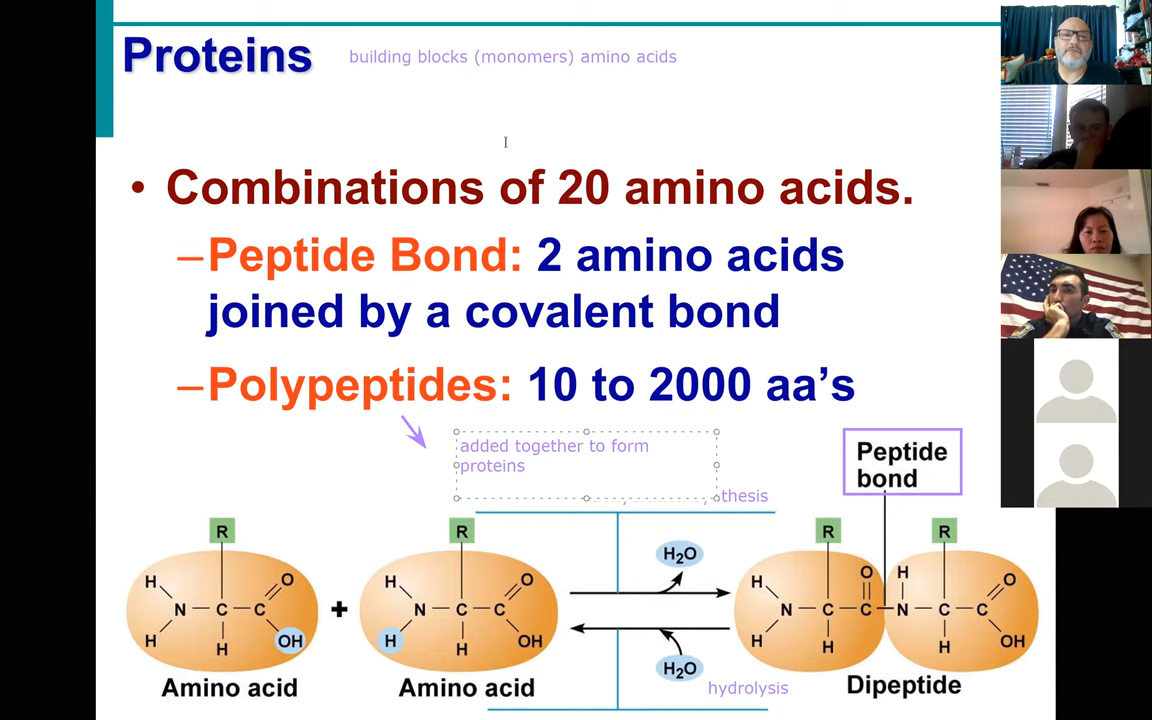 Proteins
building blocks (monomers) amino acids
• Combinations of 20 amino acids.
–Peptide Bond: 2 amino acids
joined by a covalent bond
–Polypeptides: 10 to 2000 aa's
added together to form
proteins
thesis
Peptide
bond
R
R
R
R
H
O
H
O
H
O
H
O
H₂O
N
C
C
+
N
C
C
N
C
C
N
C
C
H
H
OH
H
H
OH
H
H
H
OH
H₂O
Amino acid
Amino acid
hydrolysis
Dipeptide